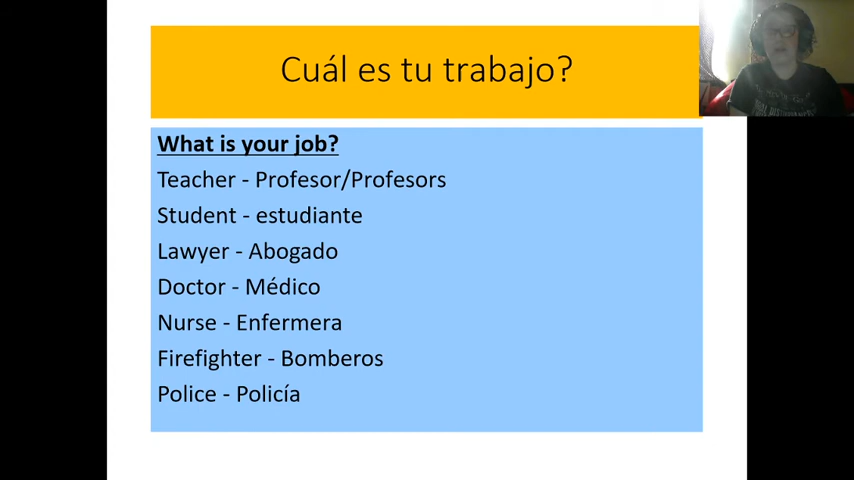 Cuál es tu trabajo?
What is your job?
Teacher - Profesor/Profesors
Student - estudiante
Lawyer - Abogado
Doctor - Médico
Nurse - Enfermera
Firefighter - Bomberos
Police - Policía